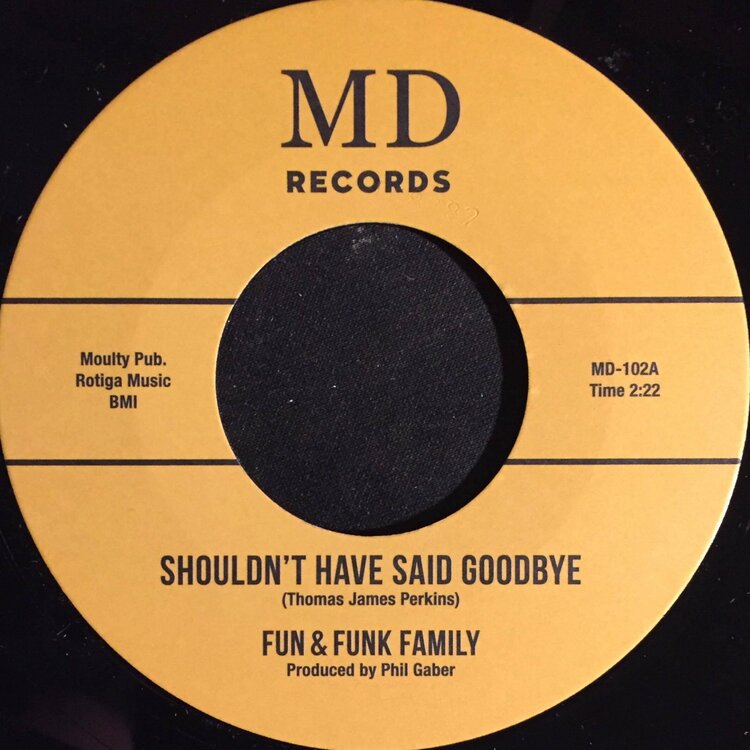 MD
RECORDS
Moulty Pub.
Rotiga Music
BMI
MD-102A
Time 2:22
SHOULDN'T HAVE SAID GOODBYE
(Thomas James Perkins)
FUN & FUNK FAMILY
Produced by Phil Gaber